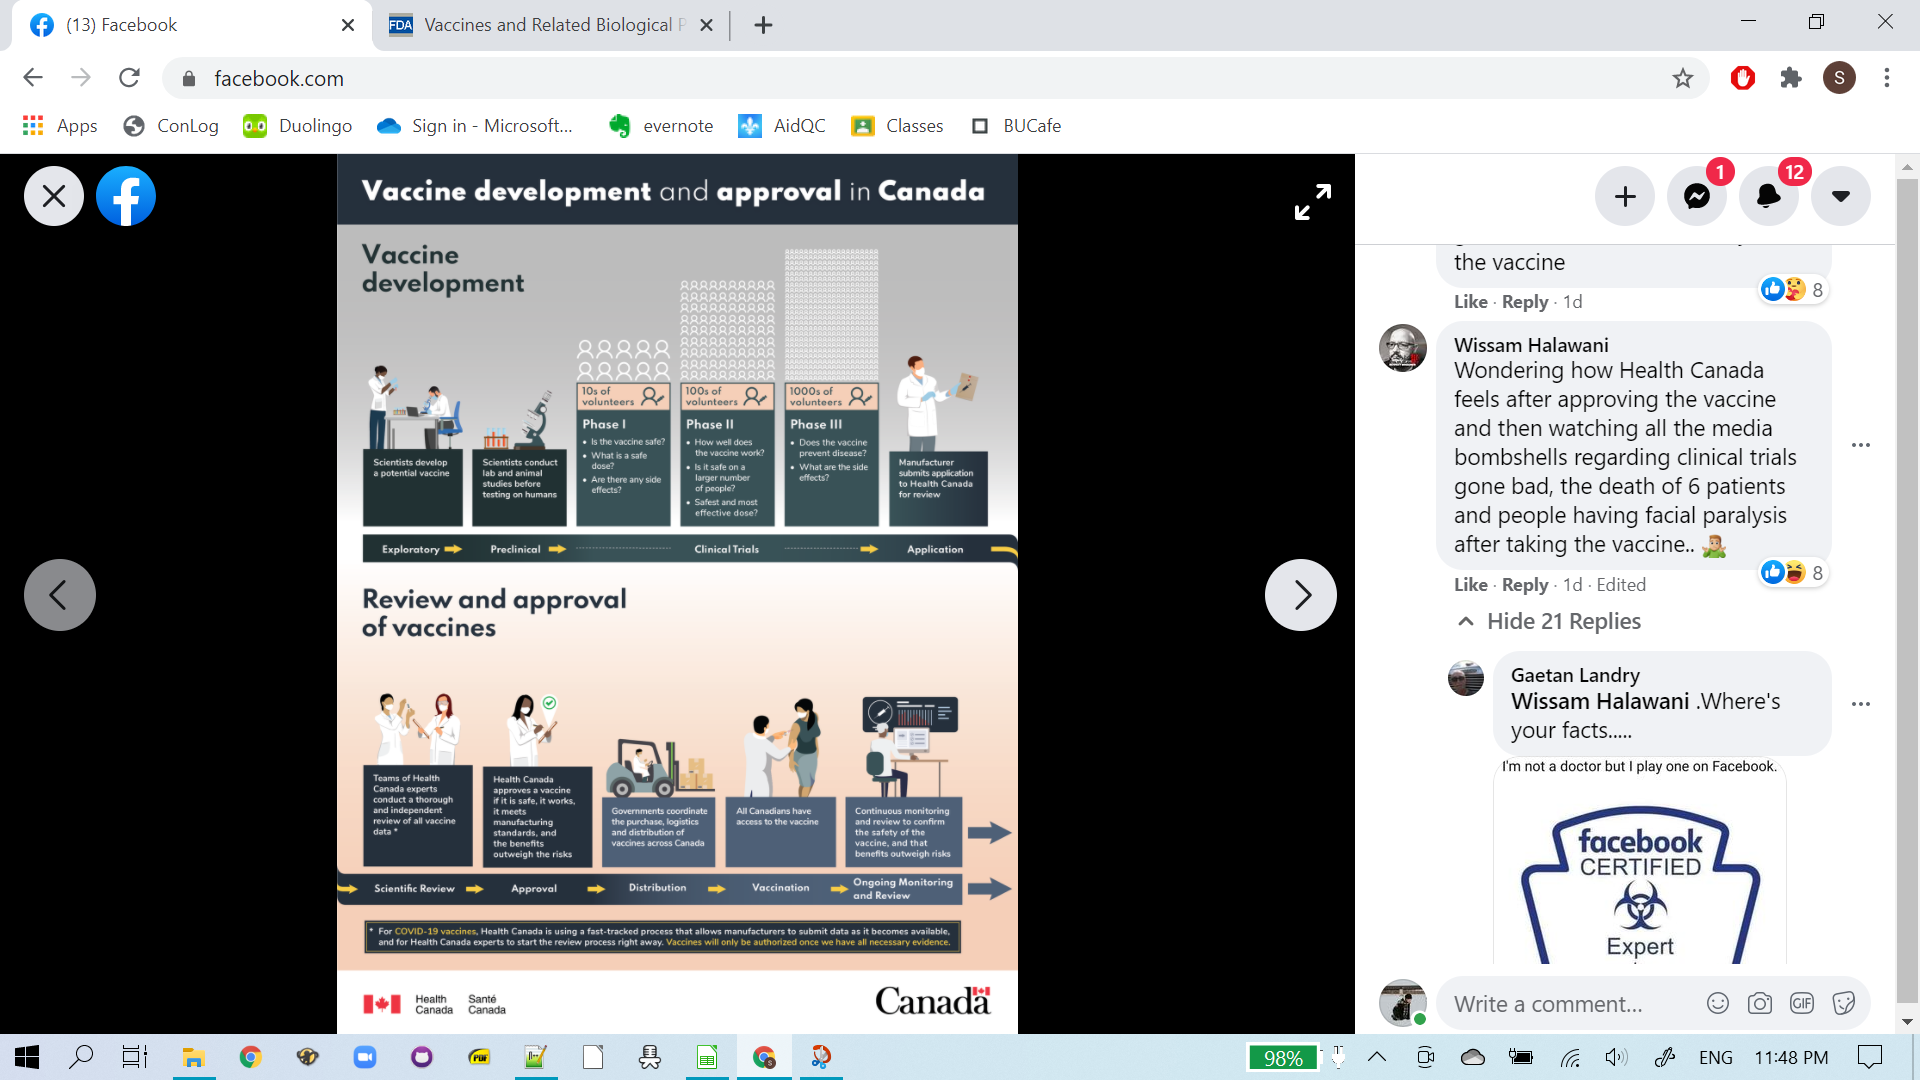 (13) Facebook
FDA
Vaccines and Related Biological P
facebook.com
S
Apps
ConLog
Duolingo
Sign in - Microsoft...
evernote
AidQC
Classes
BUCafe
Vaccine development and approval in Canada
Vaccine
development
10s of
volunteers
100s of
volunteers
1000s of
volunteers
Scientists develop
a potential vaccine
Scientists conduct
lab and animal
studies before
testing on humans
Phase I
• Is the vaccine safe?
• What is a safe
dose?
• Are there any side
effects?
Phase II
• How well does
the vaccine work?
• Is it safe on a
larger number
of people?
• Safest and most
effective dose?
Phase III
• Does the vaccine
prevent disease?
• What are the side
effects?
Manufacturer
submits application
to Health Canada
for review
Exploratory
Preclinical
Clinical Trials
Application
Review and approval
of vaccines
Teams of Health
Canada experts
conduct a thorough
and independent
review of all vaccine
data *
Health Canada
approves a vaccine
if it is safe, it works,
it meets
manufacturing
standards, and
the benefits
outweigh the risks
Governments coordinate
the purchase, logistics
and distribution of
vaccines across Canada
All Canadians have
access to the vaccine
Continuous monitoring
and review to confirm
the safety of the
vaccine, and that
benefits outweigh risks
Scientific Review
Approval
Distribution
Vaccination
Ongoing Monitoring
and Review
* For COVID-19 vaccines, Health Canada is using a fast-tracked process that allows manufacturers to submit data as it becomes available,
and for Health Canada experts to start the review process right away. Vaccines will only be authorized once we have all necessary evidence.
Health
Canada
Santé
Canada
Canada
1
12
the vaccine
8
Like · Reply · 1d
Wissam Halawani
Wondering how Health Canada
feels after approving the vaccine
and then watching all the media
bombshells regarding clinical trials
gone bad, the death of 6 patients
and people having facial paralysis
after taking the vaccine..
8
Like · Reply · 1d · Edited
Hide 21 Replies
Gaetan Landry
Wissam Halawani .Where's
your facts.....
I'm not a doctor but I play one on Facebook.
facebook
CERTIFIED
Expert
Write a comment...
GIF
PDF
98%
ENG
11:48 PM